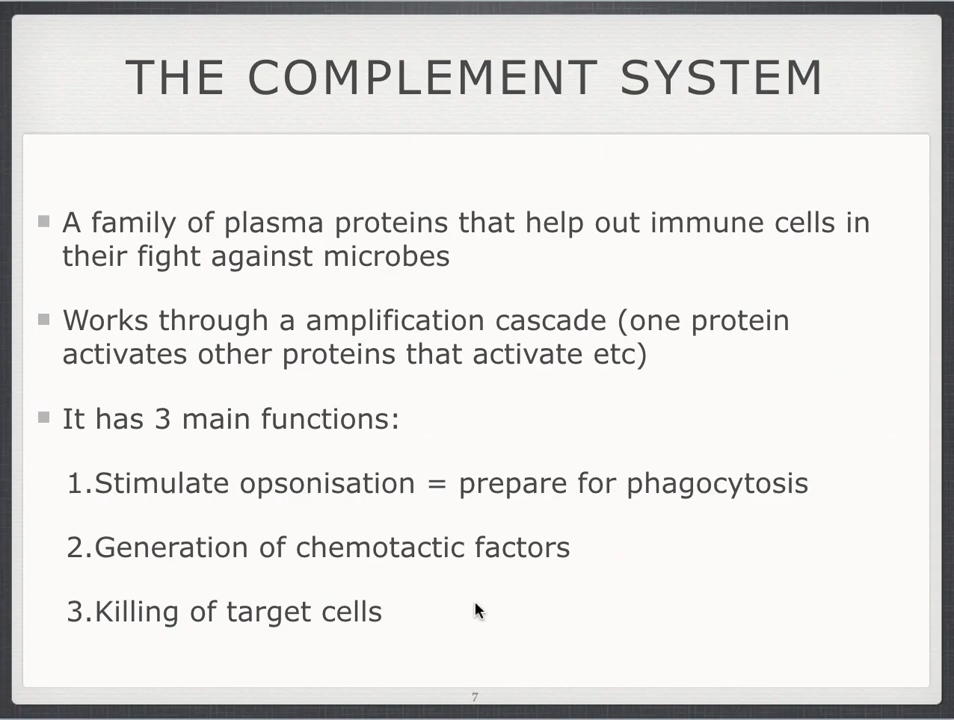 THE COMPLEMENT SYSTEM
A family of plasma proteins that help out immune cells in
their fight against microbes
Works through a amplification cascade (one protein
activates other proteins that activate etc)
It has 3 main functions:
1.Stimulate opsonisation = prepare for phagocytosis
2.Generation of chemotactic factors
3.Killing of target cells
7